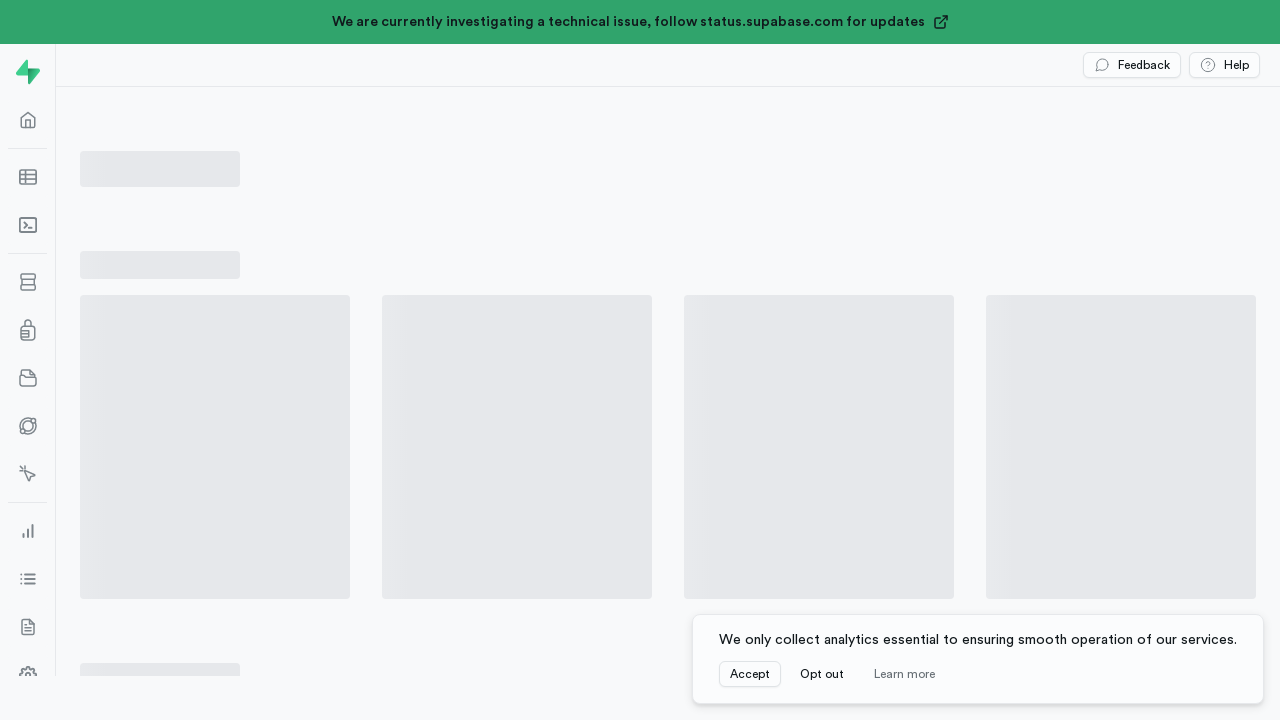 We are currently investigating a technical issue, follow status.supabase.com for updates
Feedback
Help
We only collect analytics essential to ensuring smooth operation of our services.
Accept
Opt out
Learn more